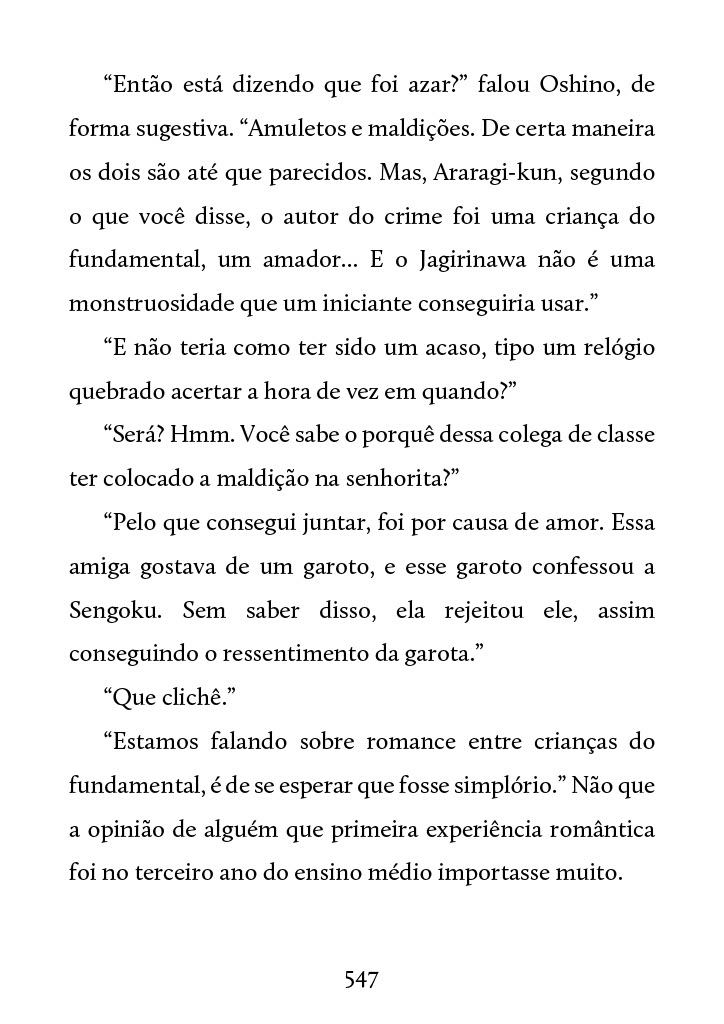 “Então está dizendo que foi azar?” falou Oshino, de
forma sugestiva. “Amuletos e maldições. De certa maneira
os dois são até que parecidos. Mas, Araragi-kun, segundo
o que você disse, o autor do crime foi uma criança do
fundamental, um amador... E o Jagirinawa não é uma
monstruosidade que um iniciante conseguiria usar.”
“E não teria como ter sido um acaso, tipo um relógio
quebrado acertar a hora de vez em quando?”
“Será? Hmm. Você sabe o porquê dessa colega de classe
ter colocado a maldição na senhorita?”
“Pelo que consegui juntar, foi por causa de amor. Essa
amiga gostava de um garoto, e esse garoto confessou a
Sengoku. Sem saber disso, ela rejeitou ele, assim
conseguindo o ressentimento da garota.”
“Que clichê.”
“Estamos falando sobre romance entre crianças do
fundamental, é de se esperar que fosse simplório.” Não que
a opinião de alguém que primeira experiência romântica
foi no terceiro ano do ensino médio importasse muito.
547